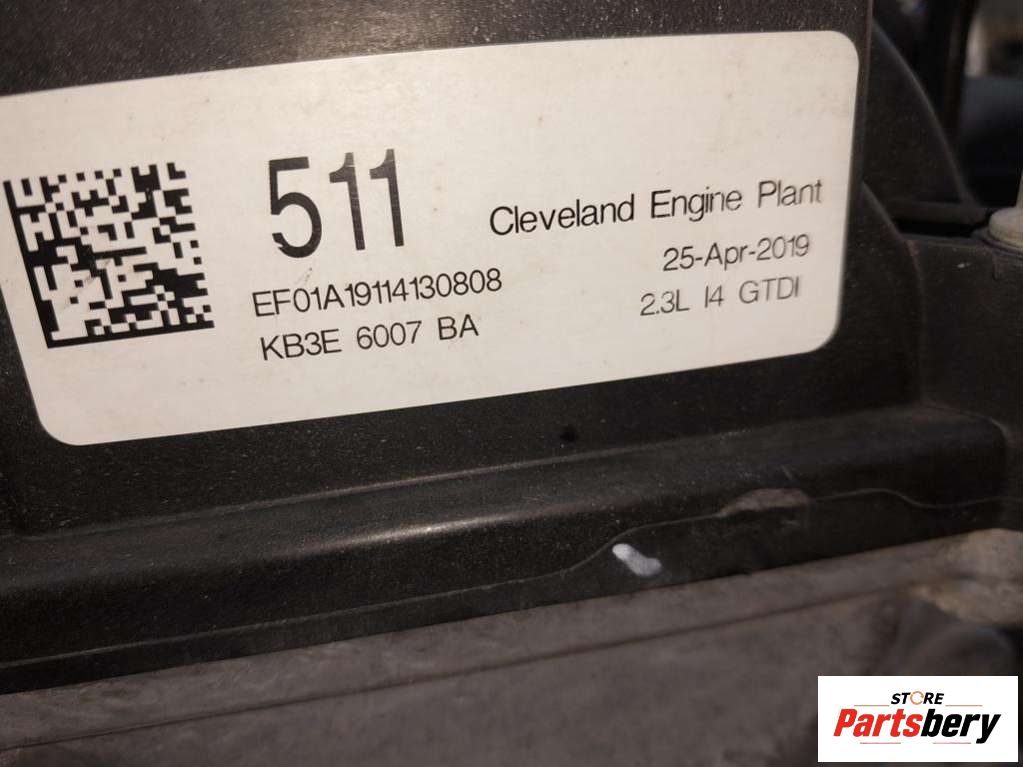 511
Cleveland Engine Plant
EF01A19114130808
25-Apr-2019
KB3E 6007 BA
2.3L I4 GTDI
STORE
Partsbery